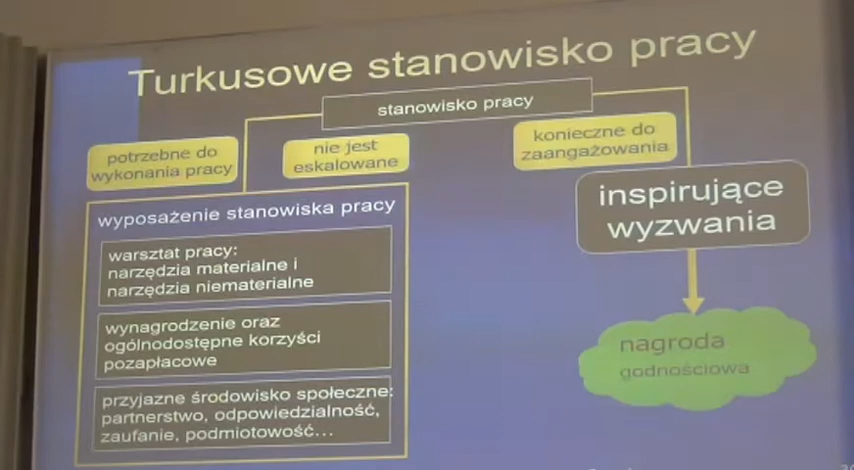 Turkusowe stanowisko pracy
stanowisko pracy
potrzebne do
wykonania pracy
nie jest
eskalowane
konieczne do
zaangażowania
wyposażenie stanowiska pracy
warsztat pracy:
narzędzia materialne i
narzędzia niematerialne
wynagrodzenie oraz
ogólnodostępne korzyści
pozapłacowe
przyjazne środowisko społeczne:
partnerstwo, odpowiedzialność,
zaufanie, podmiotowość...
inspirujące
wyzwania
nagroda
godnościowa